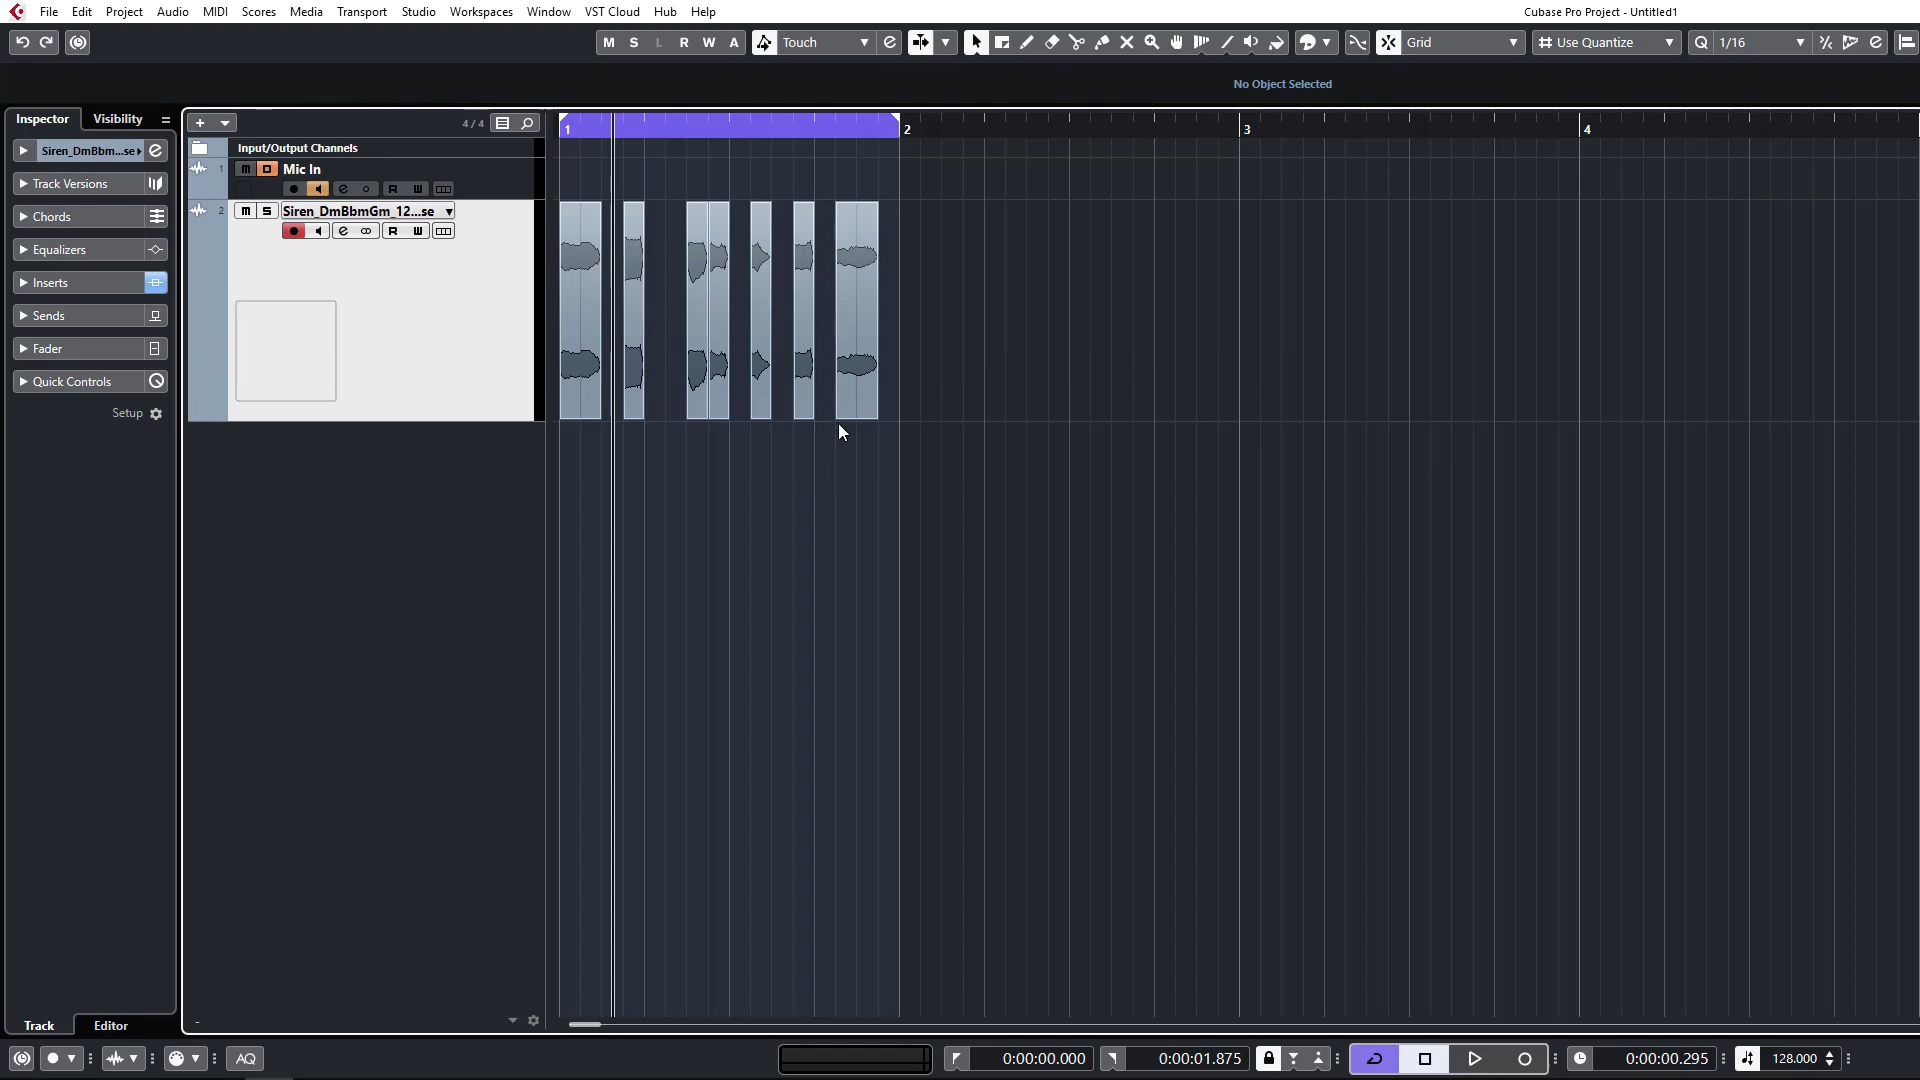 File Edit Project Audio MIDI Scores Media Transport Studio Workspaces Window VST Cloud Hub Help
Cubase Pro Project - Untitled1
M S L R W A Touch Grid Use Quantize Q 1/16
No Object Selected
Inspector Visibility
4 / 4
1 2 3 4
Siren_DmBbm...se
Input/Output Channels
1 m Mic In
R W
Track Versions
2 m S Siren_DmBbmGm_12...se
Chords
R W
Equalizers
Inserts
Sends
Fader
Quick Controls
Setup
Track Editor
AQ
0:00:00.000
0:00:01.875
0:00:00.295
128.000